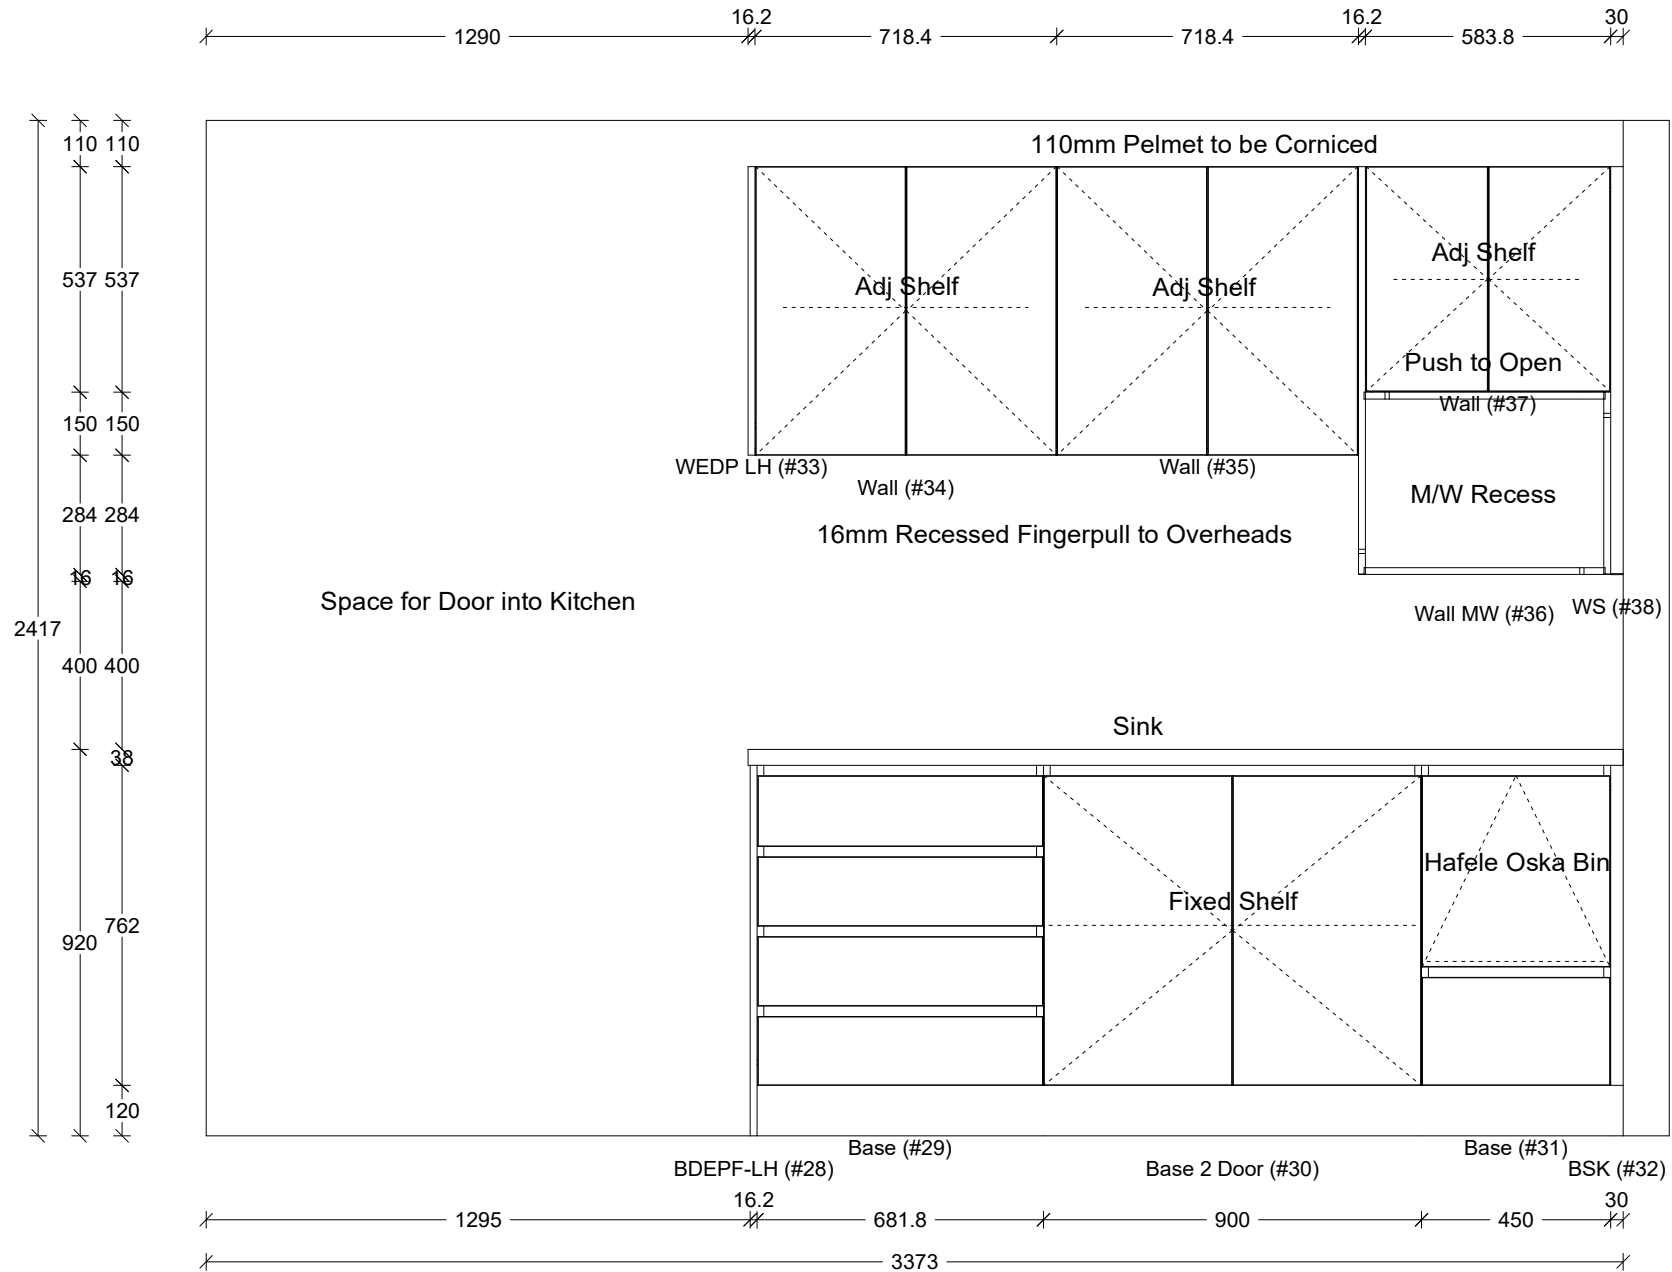 16.2 16.2 30
1290 718.4 718.4 583.8
110 110
110mm Pelmet to be Corniced
Adj Shelf
537 537
Adj Shelf Adj Shelf
Push to Open
Wall (#37)
150 150
WEDP LH (#33) Wall (#35)
Wall (#34)
M/W Recess
284 284
16mm Recessed Fingerpull to Overheads
16 16
Space for Door into Kitchen
Wall MW (#36) WS (#38)
2417
400 400
Sink
38
Hafele Oska Bin
Fixed Shelf
762
920
120
Base (#29) Base (#31)
BDEPF-LH (#28) Base 2 Door (#30) BSK (#32)
16.2 30
1295 681.8 900 450
3373